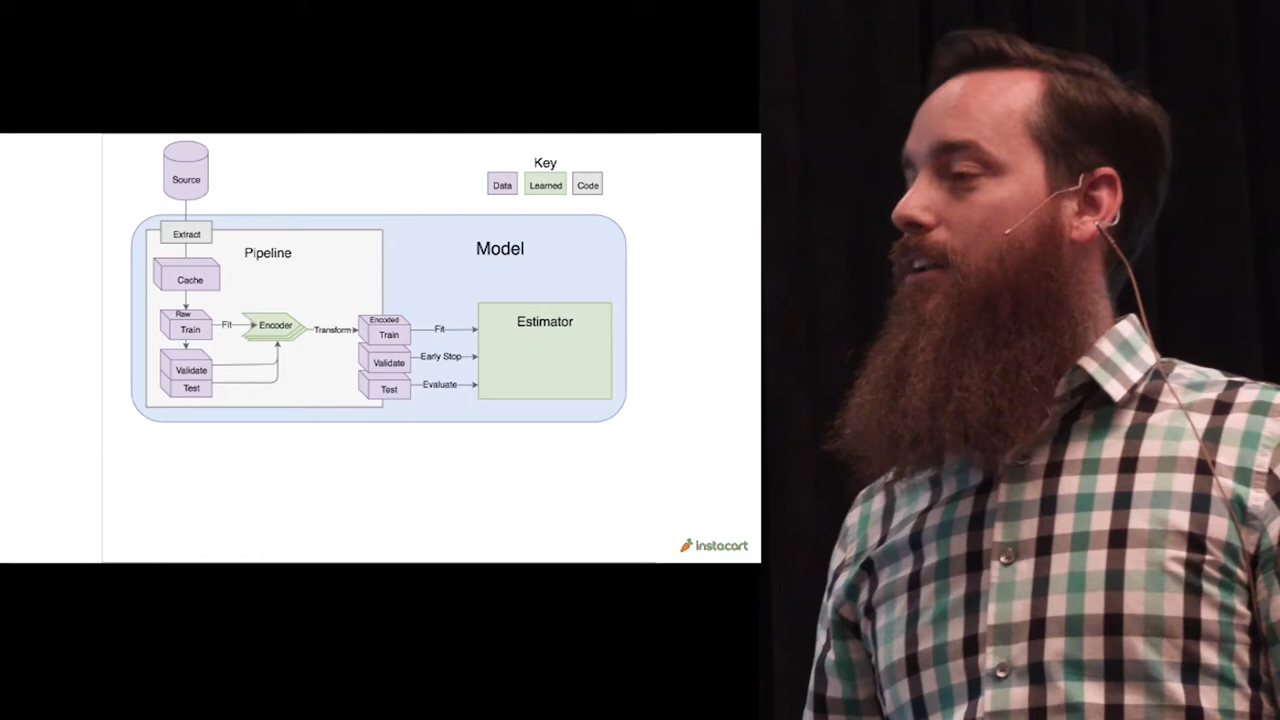 Source
Key
Data
Learned
Code
Extract
Pipeline
Model
Cache
Raw
Train
Fit
Encoder
Transform
Encoded
Train
Fit
Estimator
Validate
Test
Validate
Early Stop
Test
Evaluate
instacart